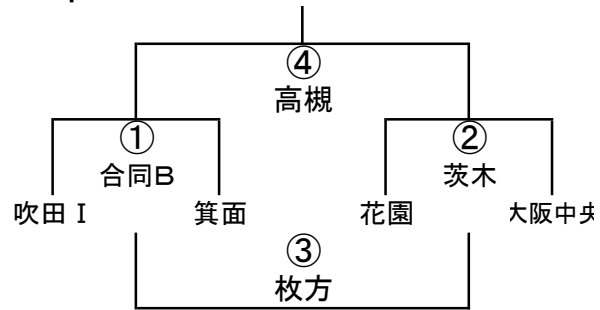 ④
高槻
①
合同B
②
茨木
吹田Ⅰ
箕面
花園
大阪中央
③
枚方